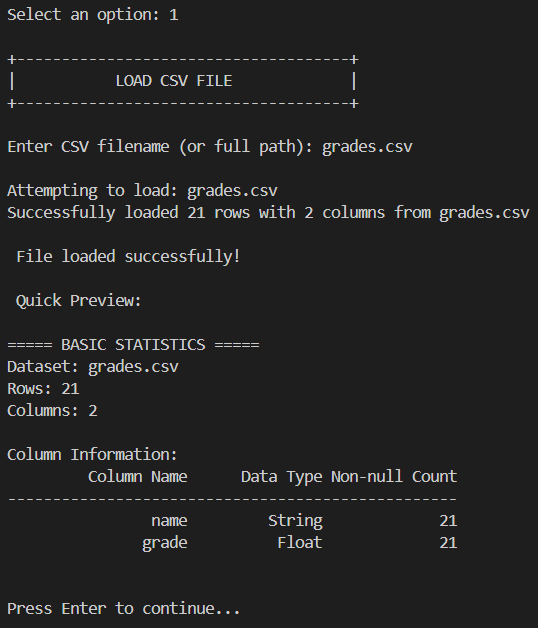 Select an option: 1
+-------------------------------------+
|           LOAD CSV FILE             |
+-------------------------------------+
Enter CSV filename (or full path): grades.csv
Attempting to load: grades.csv
Successfully loaded 21 rows with 2 columns from grades.csv
 File loaded successfully!
 Quick Preview:
===== BASIC STATISTICS =====
Dataset: grades.csv
Rows: 21
Columns: 2
Column Information:
         Column Name      Data Type Non-null Count
--------------------------------------------------
                name         String             21
               grade          Float             21
Press Enter to continue...